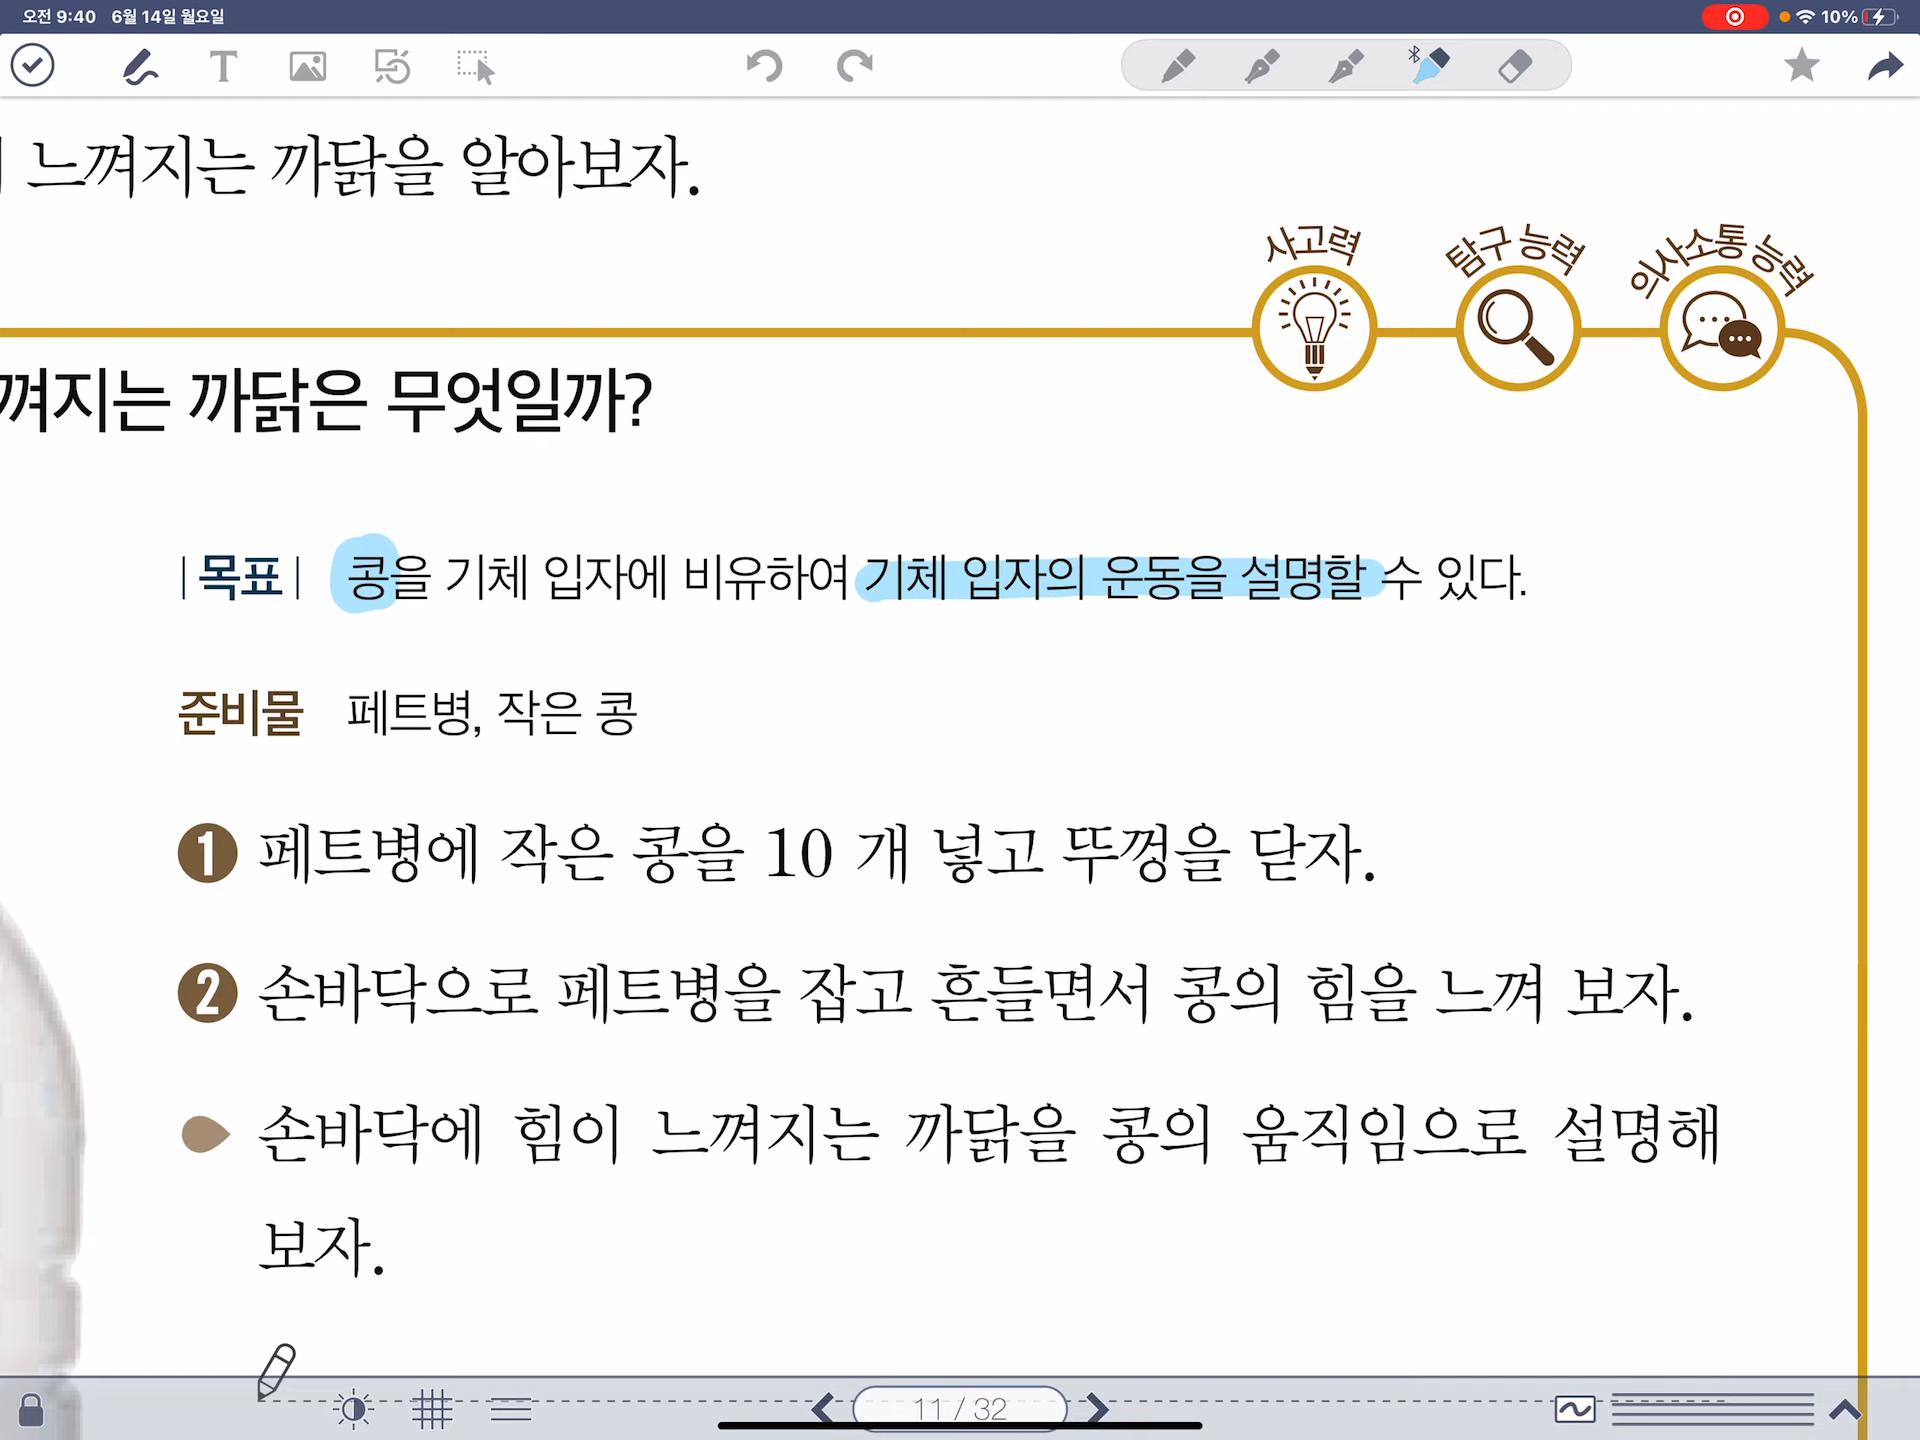 오전 9:40 6월 14일 월요일
10%
느껴지는 까닭을 알아보자.
사고력
탐구 능력
의사소통 능력
껴지는 까닭은 무엇일까?
|목표| 콩을 기체 입자에 비유하여 기체 입자의 운동을 설명할 수 있다.
준비물 페트병, 작은 콩
1 페트병에 작은 콩을 10 개 넣고 뚜껑을 닫자.
2 손바닥으로 페트병을 잡고 흔들면서 콩의 힘을 느껴 보자.
손바닥에 힘이 느껴지는 까닭을 콩의 움직임으로 설명해
보자.
11 / 32